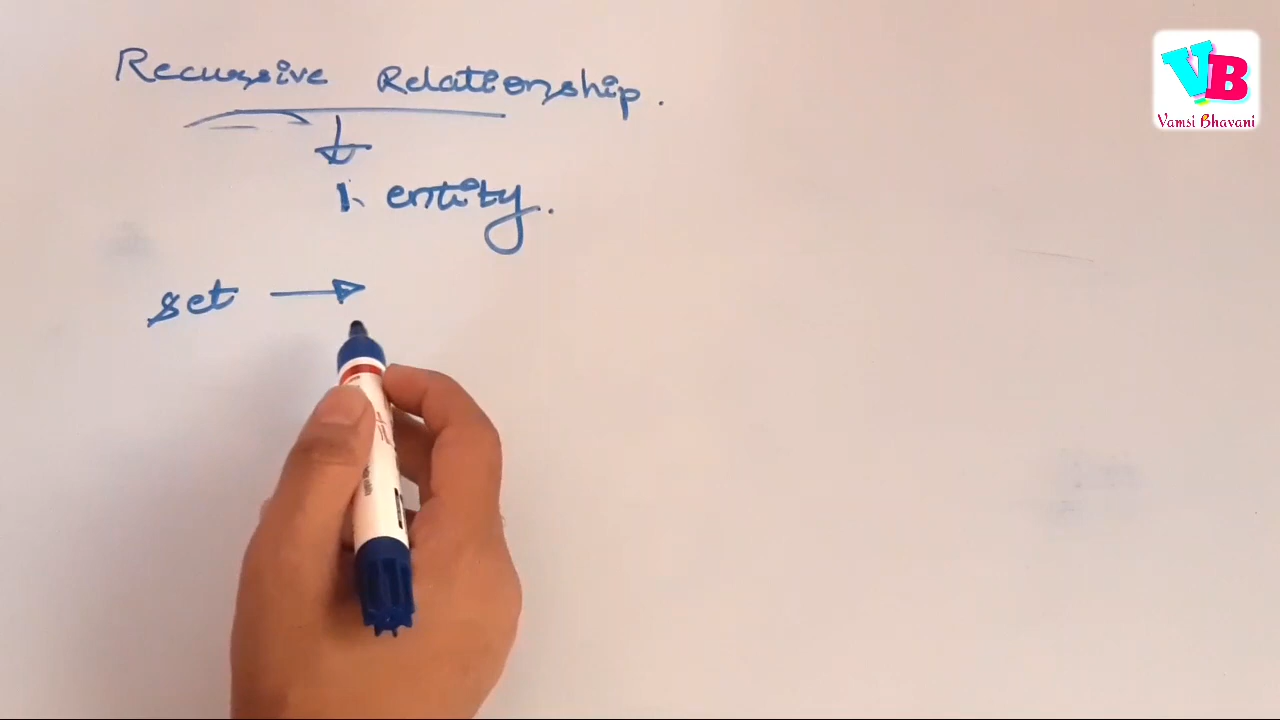 Recursive Relationship.
1. entity.
set →
VB
Vamsi Bhavani